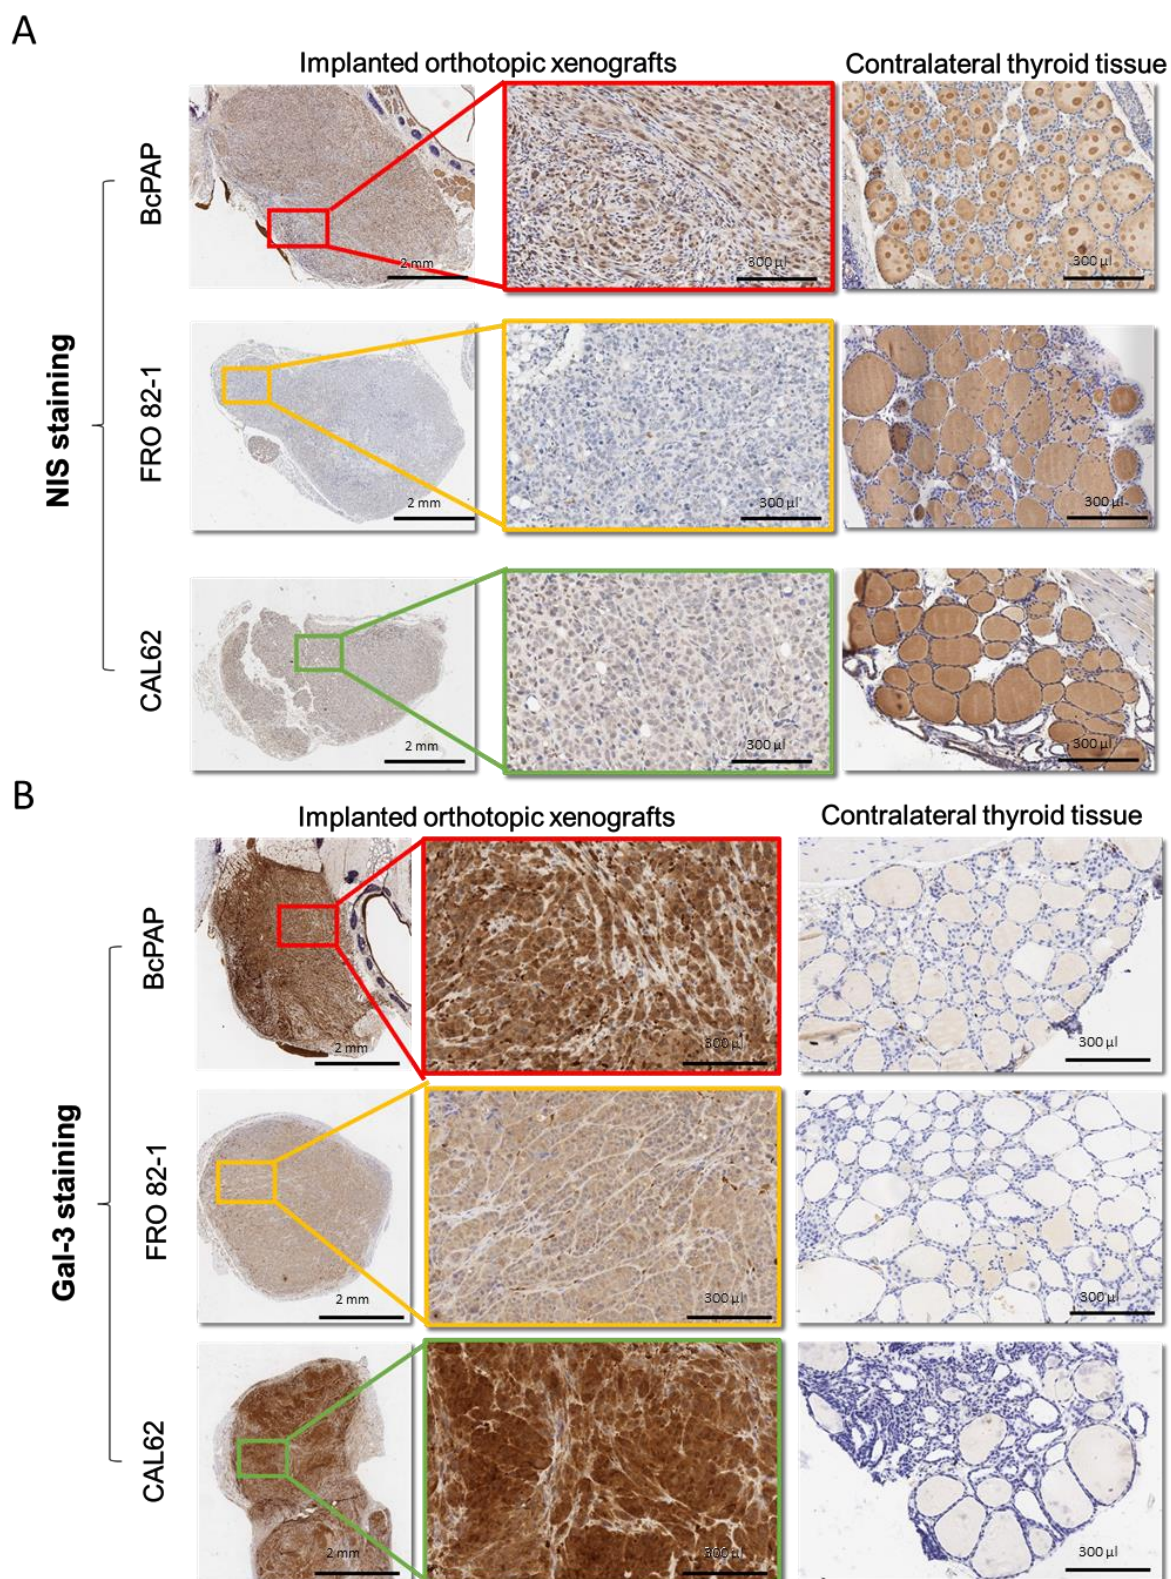 A
Implanted orthotopic xenografts
Contralateral thyroid tissue
NIS staining
BcPAP
2 mm
300 µl
300 µl
FRO 82-1
2 mm
300 µl
300 µl
CAL62
2 mm
300 µl
300 µl
B
Implanted orthotopic xenografts
Contralateral thyroid tissue
Gal-3 staining
BcPAP
2 mm
300 µl
300 µl
FRO 82-1
2 mm
300 µl
300 µl
CAL62
2 mm
300 µl
300 µl